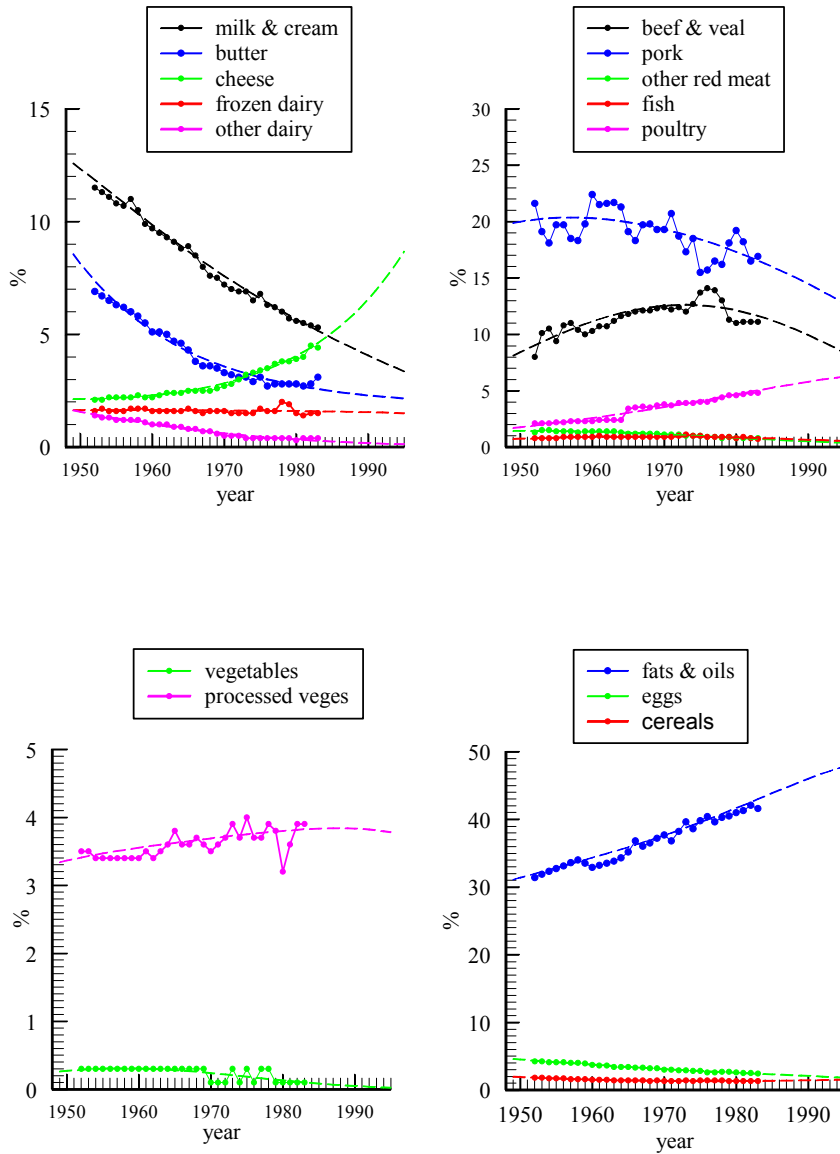 milk & cream
butter
cheese
frozen dairy
other dairy
15
10
5
0
%
1950 1960 1970 1980 1990
year
beef & veal
pork
other red meat
fish
poultry
30
25
20
15
10
5
0
%
1950 1960 1970 1980 1990
year
vegetables
processed veges
5
4
3
2
1
0
%
1950 1960 1970 1980 1990
year
fats & oils
eggs
cereals
50
40
30
20
10
0
%
1950 1960 1970 1980 1990
year